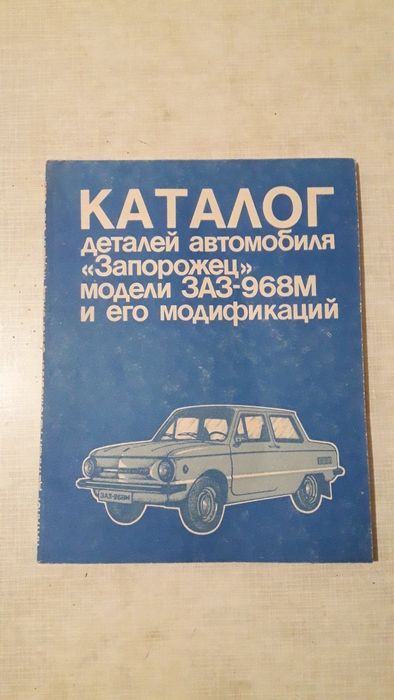 КАТАЛОГ
деталей автомобиля
«Запорожец»
модели ЗАЗ-968М
и его модификаций
ЗАЗ-968М